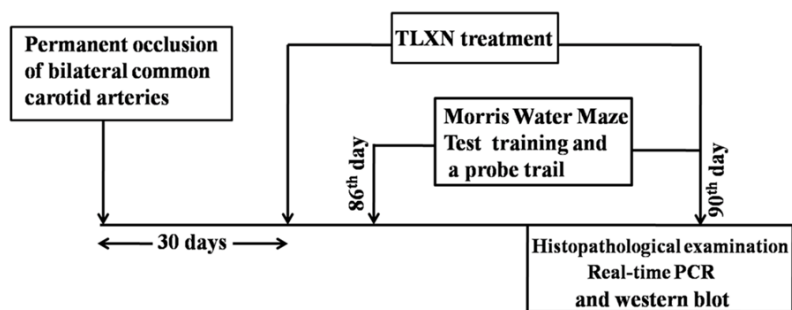 Permanent occlusion
of bilateral common
carotid arteries
TLXN treatment
Morris Water Maze
Test training and
a probe trail
86th day
90th day
30 days
Histopathological examination
Real-time PCR
and western blot